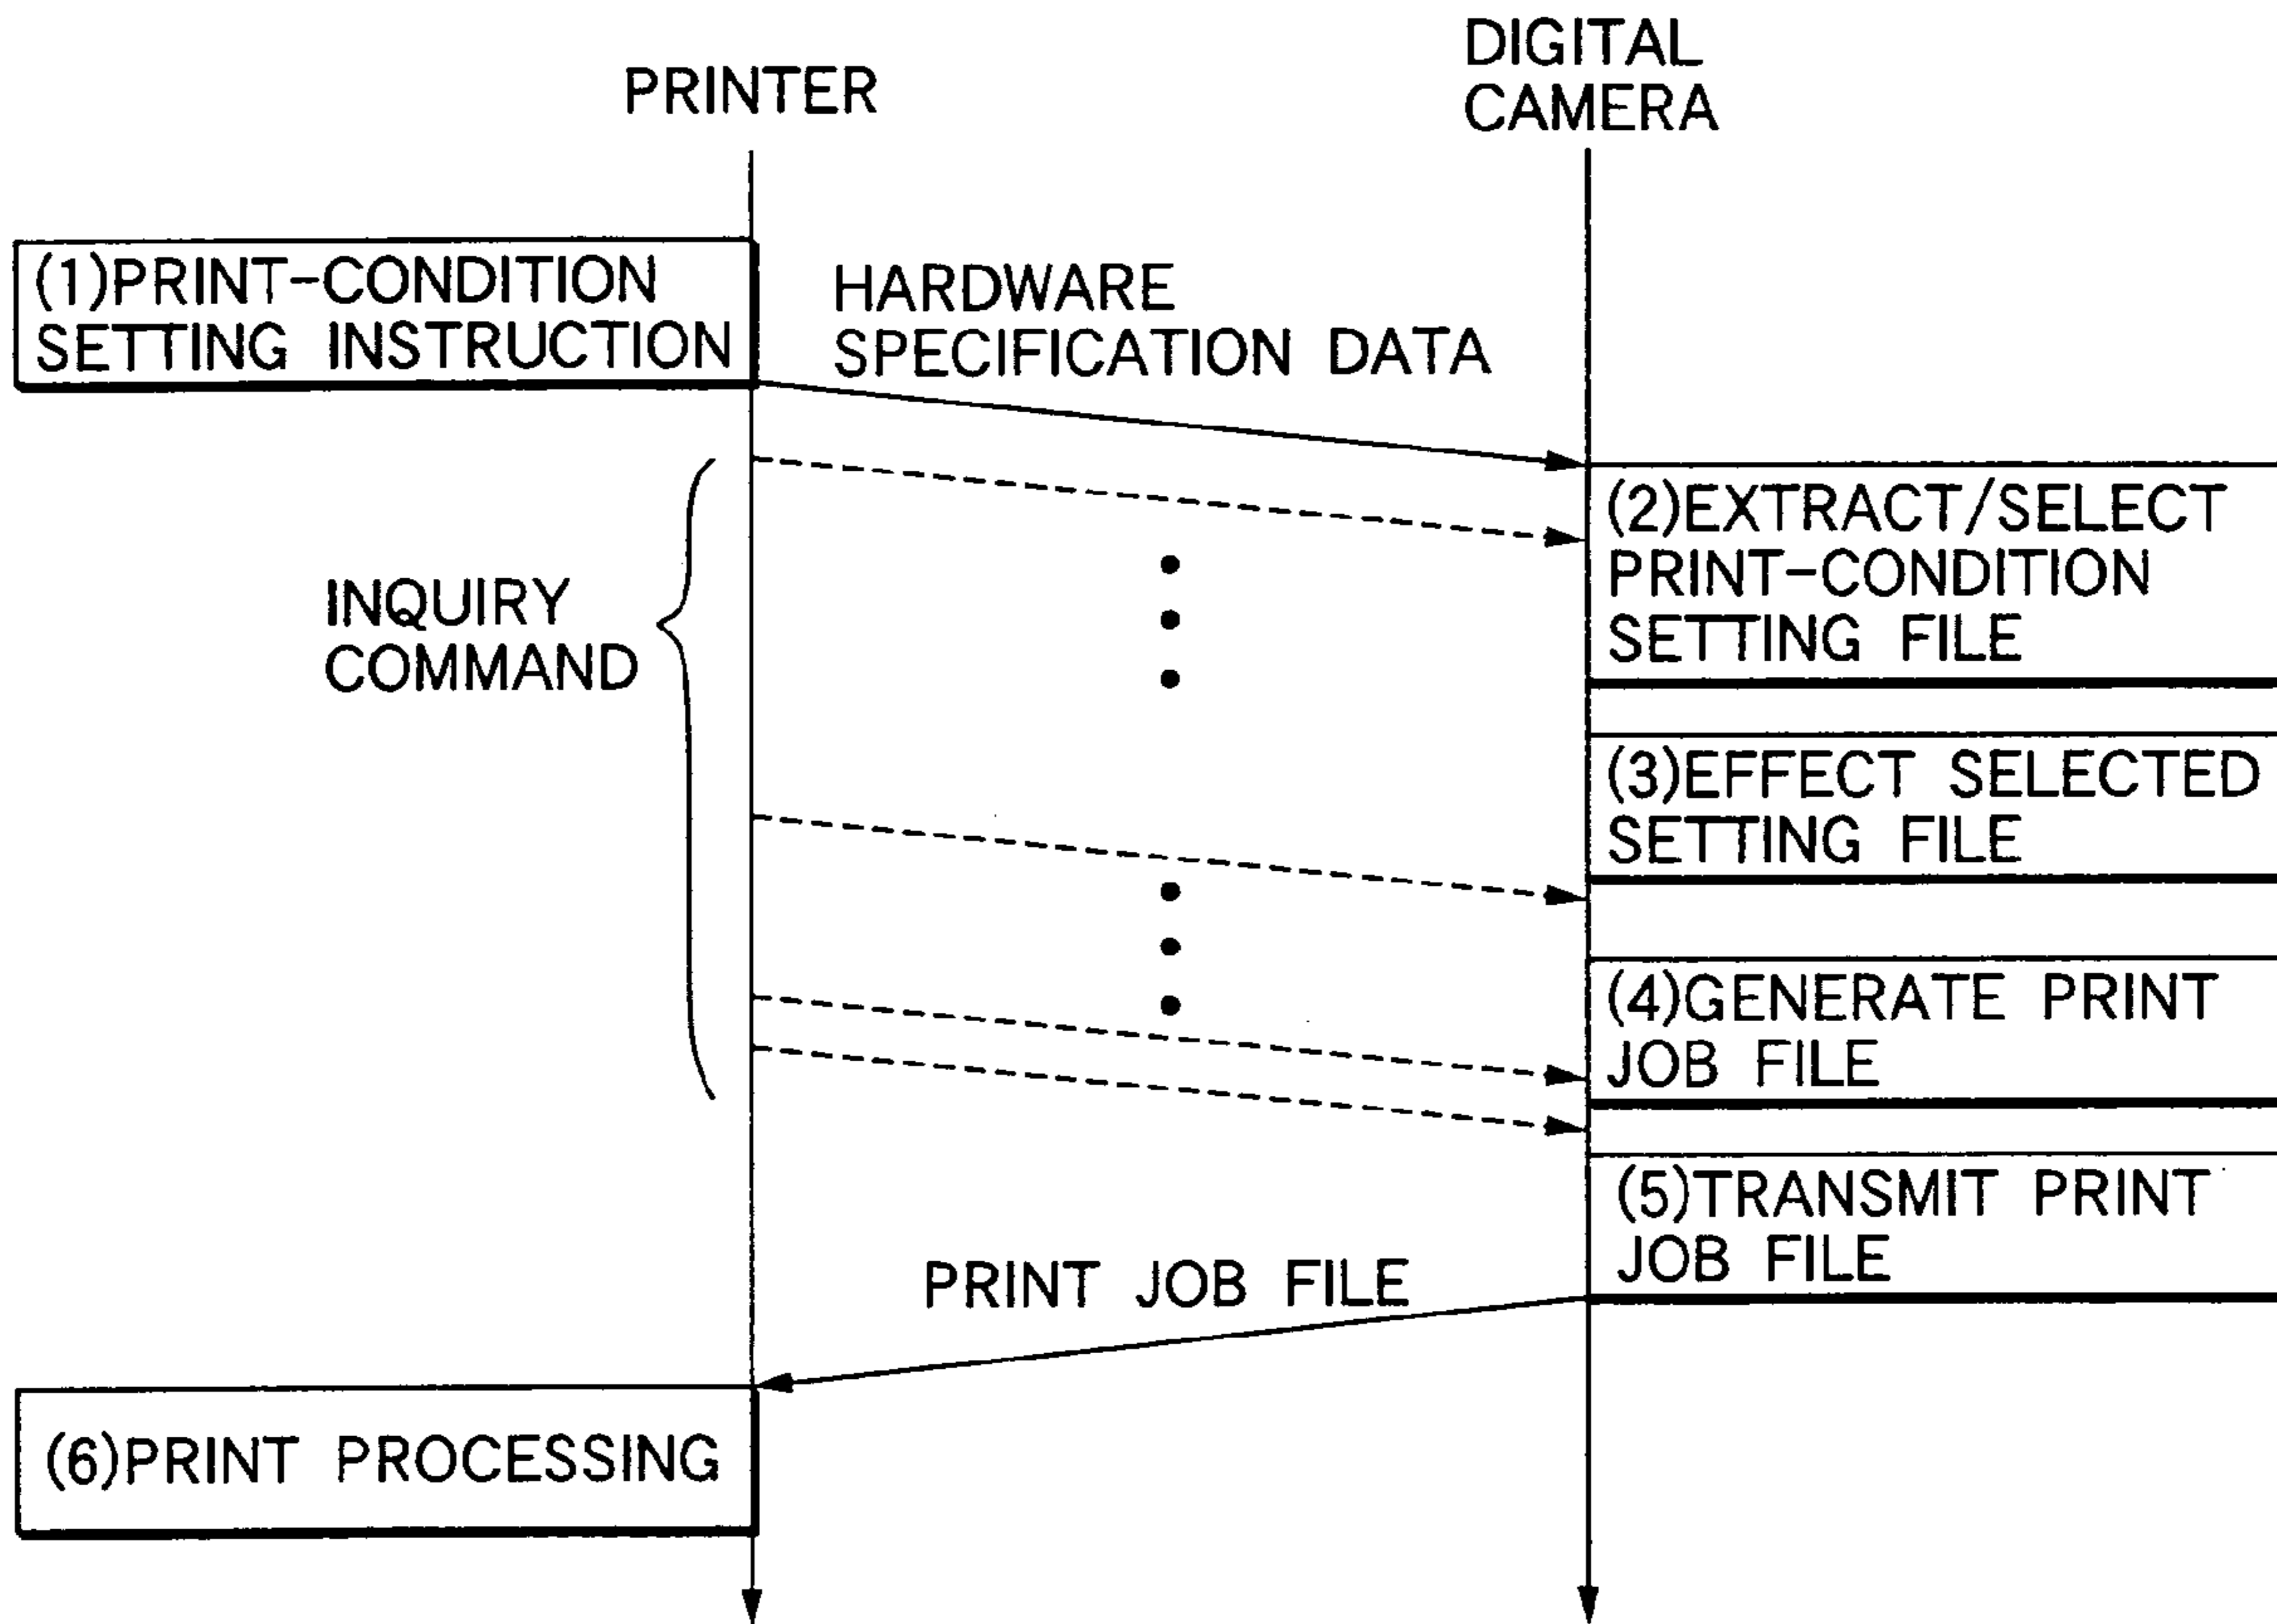 PRINTER
DIGITAL
CAMERA
(1)PRINT-CONDITION
SETTING INSTRUCTION
HARDWARE
SPECIFICATION DATA
INQUIRY
COMMAND
(2)EXTRACT/SELECT
PRINT-CONDITION
SETTING FILE
(3)EFFECT SELECTED
SETTING FILE
(4)GENERATE PRINT
JOB FILE
(5)TRANSMIT PRINT
JOB FILE
PRINT JOB FILE
(6)PRINT PROCESSING